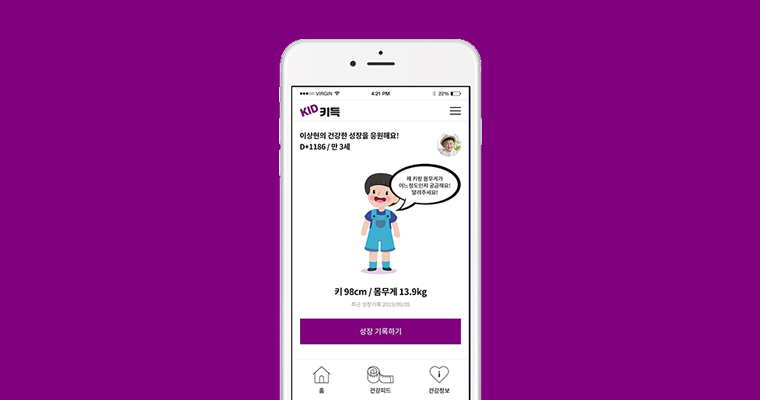 ●●●○○ VIRGIN 4:21 PM 22%
KID 키득
이상현의 건강한 성장을 응원해요!
D+1186 / 만 3세
제 키랑 몸무게가
어느정도인지 궁금해요!
알려주세요!
키 98cm / 몸무게 13.9kg
최근 성장기록 2019/09/05
성장 기록하기
홈 건강피드 건강정보